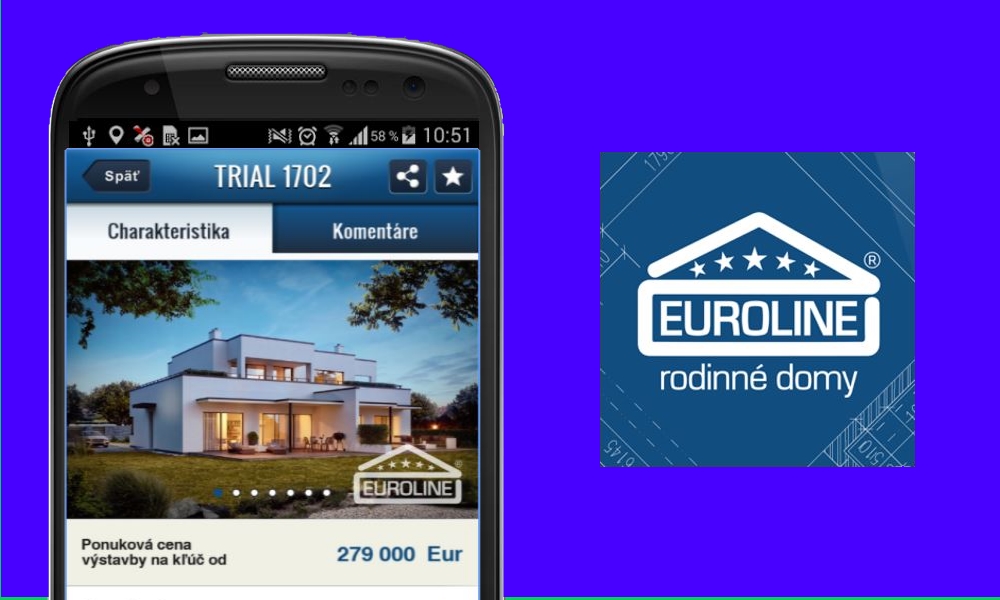 58 % 10:51
Späť
TRIAL 1702
Charakteristika
Komentáre
EUROLINE
Ponuková cena
výstavby na kľúč od
279 000 Eur
®
EUROLINE
rodinné domy
6145